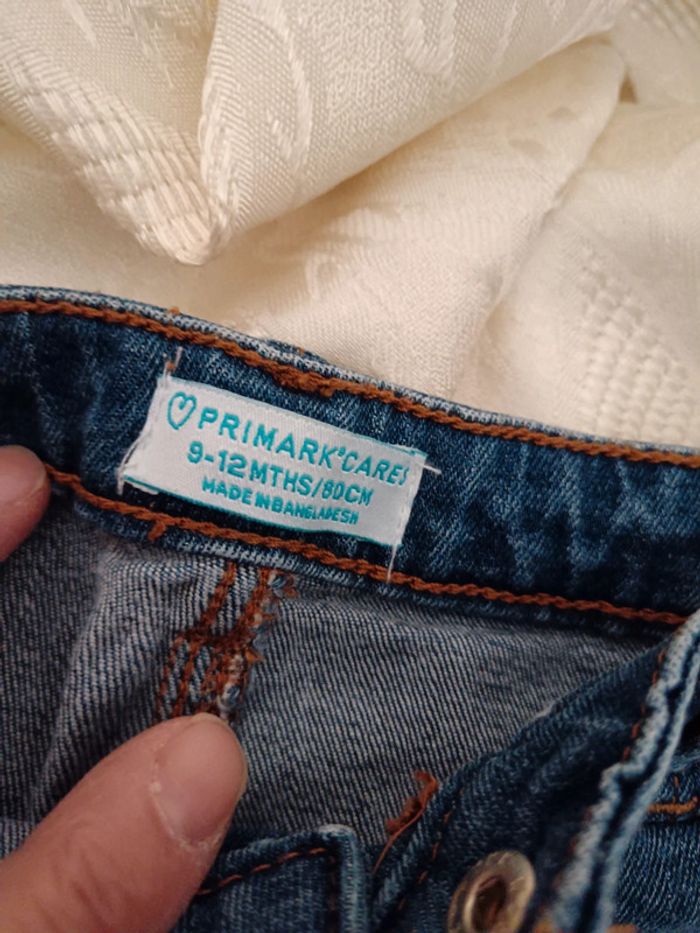 PRIMARK® CARES
9-12MTHS/80CM
MADE IN BANGLADESH